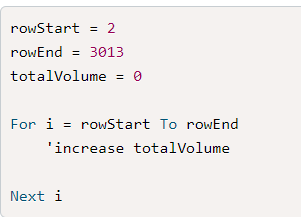 rowStart = 2
rowEnd = 3013
totalVolume = 0
For i = rowStart To rowEnd
'increase totalVolume
Next i